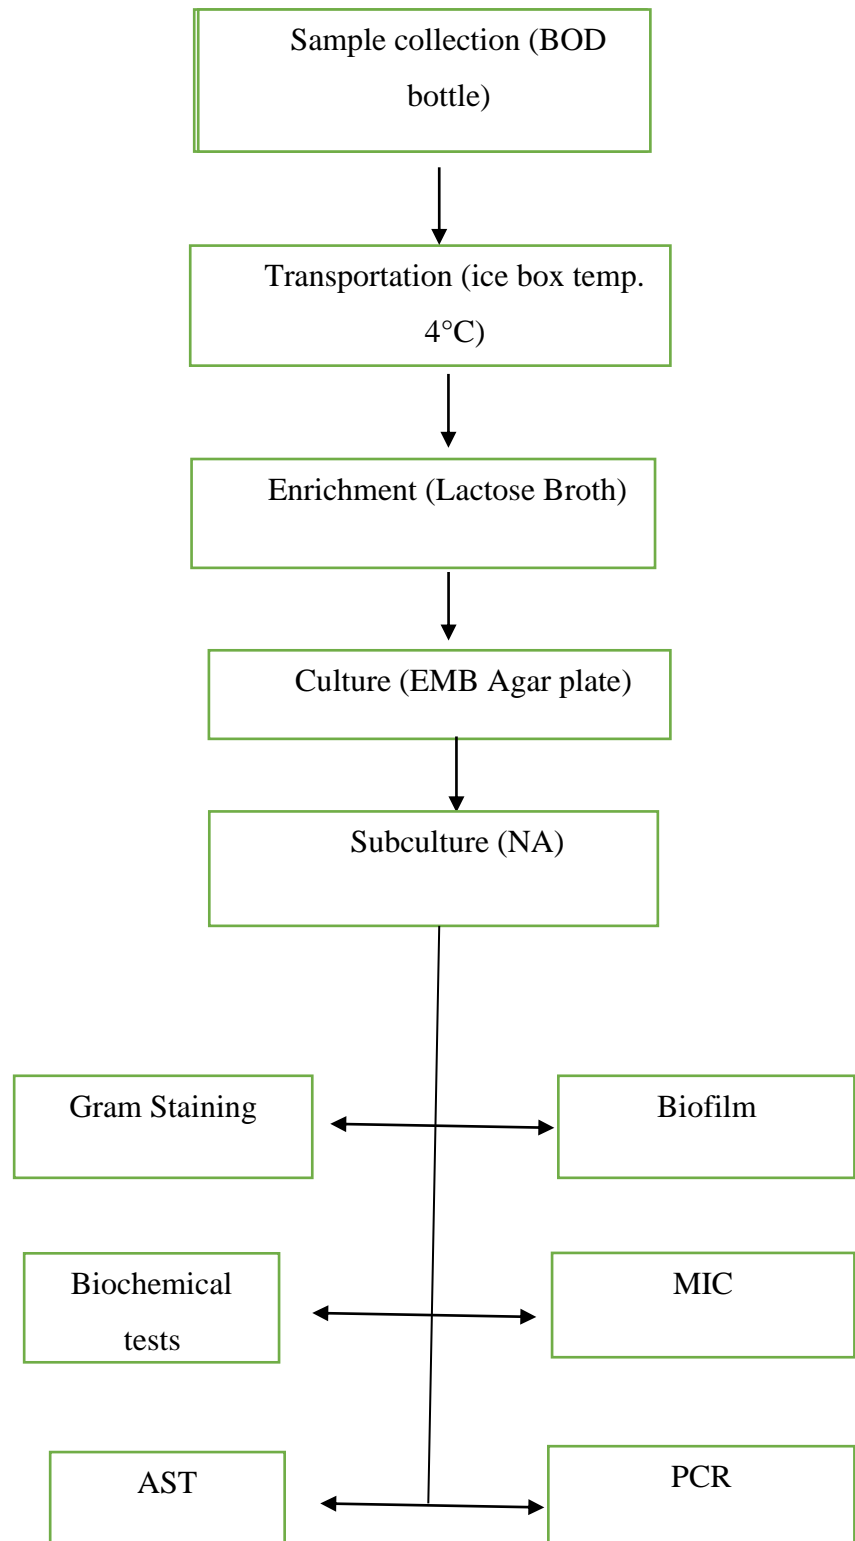 Sample collection (BOD
bottle)
Transportation (ice box temp.
4°C)
Enrichment (Lactose Broth)
Culture (EMB Agar plate)
Subculture (NA)
Gram Staining
Biofilm
Biochemical
tests
MIC
AST
PCR